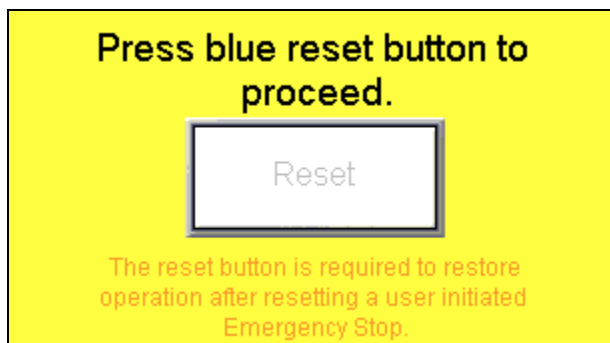 Press blue reset button to
proceed.
Reset
The reset button is required to restore
operation after resetting a user initiated
Emergency Stop.